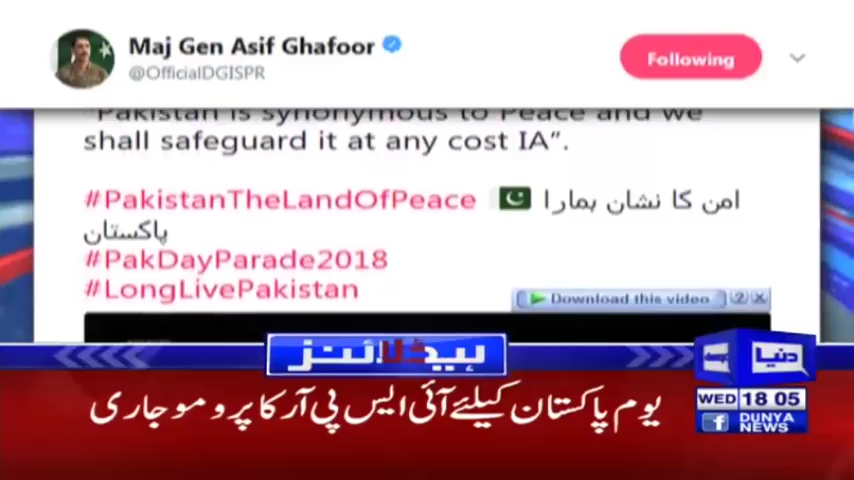 Maj Gen Asif Ghafoor
@OfficialDGISPR
Following
"Pakistan is synonymous to Peace and we
shall safeguard it at any cost IA".
#PakistanTheLandOfPeace امن کا نشان ہمارا
پاکستان
#PakDayParade2018
#LongLivePakistan
Download this video ? X
ہیڈلائنز
دنیا
یوم پاکستان کیلئے آئی ایس پی آر کا پرومو جاری
WED 18 05
DUNYA
NEWS